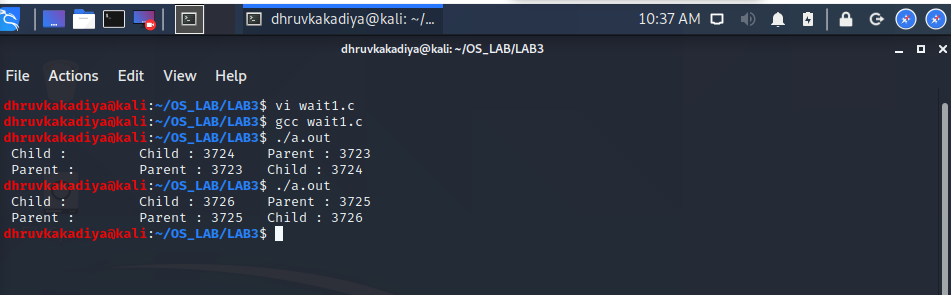 dhruvkakadiya@kali: ~/... 10:37 AM
dhruvkakadiya@kali: ~/OS_LAB/LAB3
File Actions Edit View Help
dhruvkakadiya@kali:~/OS_LAB/LAB3$ vi wait1.c
dhruvkakadiya@kali:~/OS_LAB/LAB3$ gcc wait1.c
dhruvkakadiya@kali:~/OS_LAB/LAB3$ ./a.out
Child : Child : 3724 Parent : 3723
Parent : Parent : 3723 Child : 3724
dhruvkakadiya@kali:~/OS_LAB/LAB3$ ./a.out
Child : Child : 3726 Parent : 3725
Parent : Parent : 3725 Child : 3726
dhruvkakadiya@kali:~/OS_LAB/LAB3$